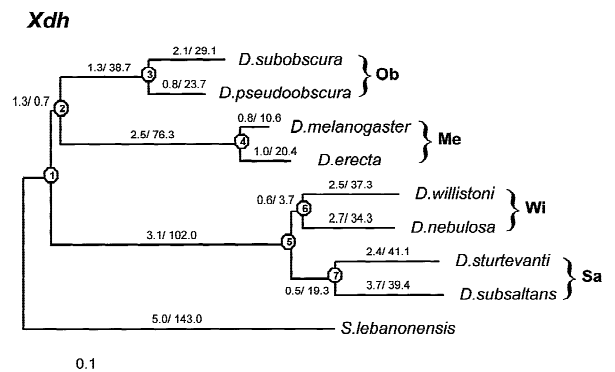 Xdh
2.1/ 29.1
D.subobscura
1.3/ 38.7
3
Ob
0.8/ 23.7
D.pseudoobscura
1.3/ 0.7
2
0.8/ 10.6
D.melanogaster
2.5/ 76.3
4
Me
1.0/ 20.4
D.erecta
1
2.5/ 37.3
D.willistoni
0.6/ 3.7
6
Wi
2.7/ 34.3
D.nebulosa
3.1/ 102.0
5
2.4/ 41.1
D.sturtevanti
7
Sa
0.5/ 19.3
3.7/ 39.4
D.subsaltans
5.0/ 143.0
S.lebanonensis
0.1